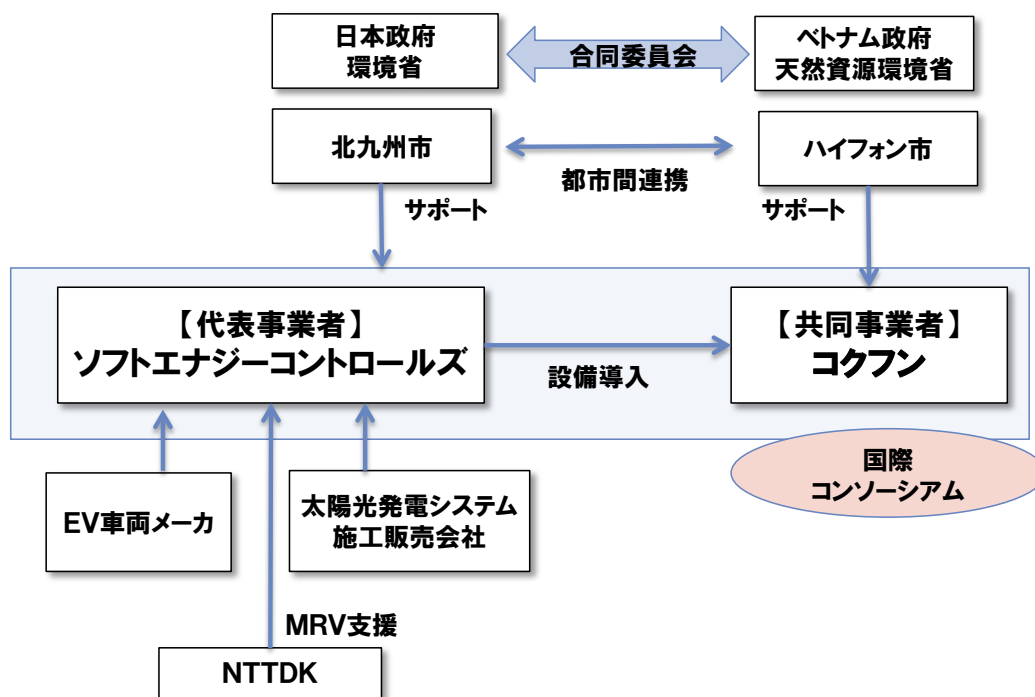 日本政府
環境省
合同委員会
ベトナム政府
天然資源環境省
北九州市
都市間連携
ハイフォン市
サポート
サポート
【代表事業者】
ソフトエナジーコントロールズ
設備導入
【共同事業者】
コクフン
国際
コンソーシアム
EV車両メーカ
太陽光発電システム
施工販売会社
MRV支援
NTTDK